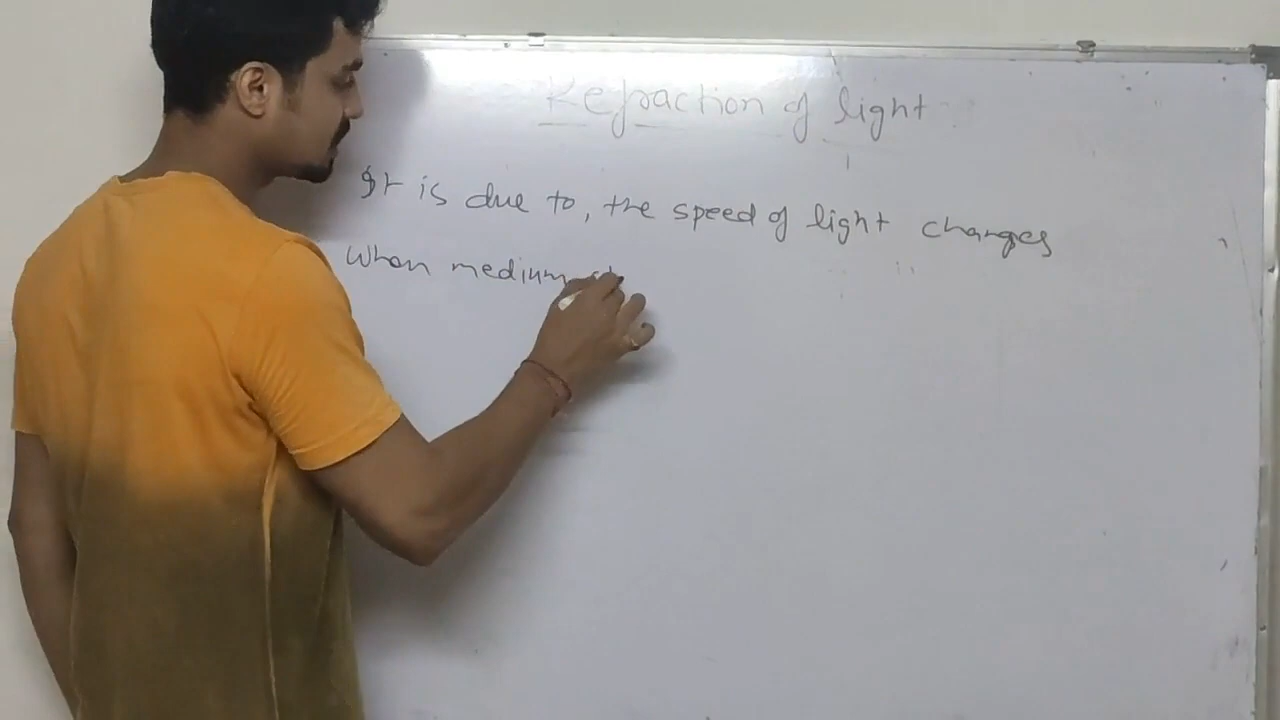 Refraction of light
It is due to, the speed of light changes
When medium